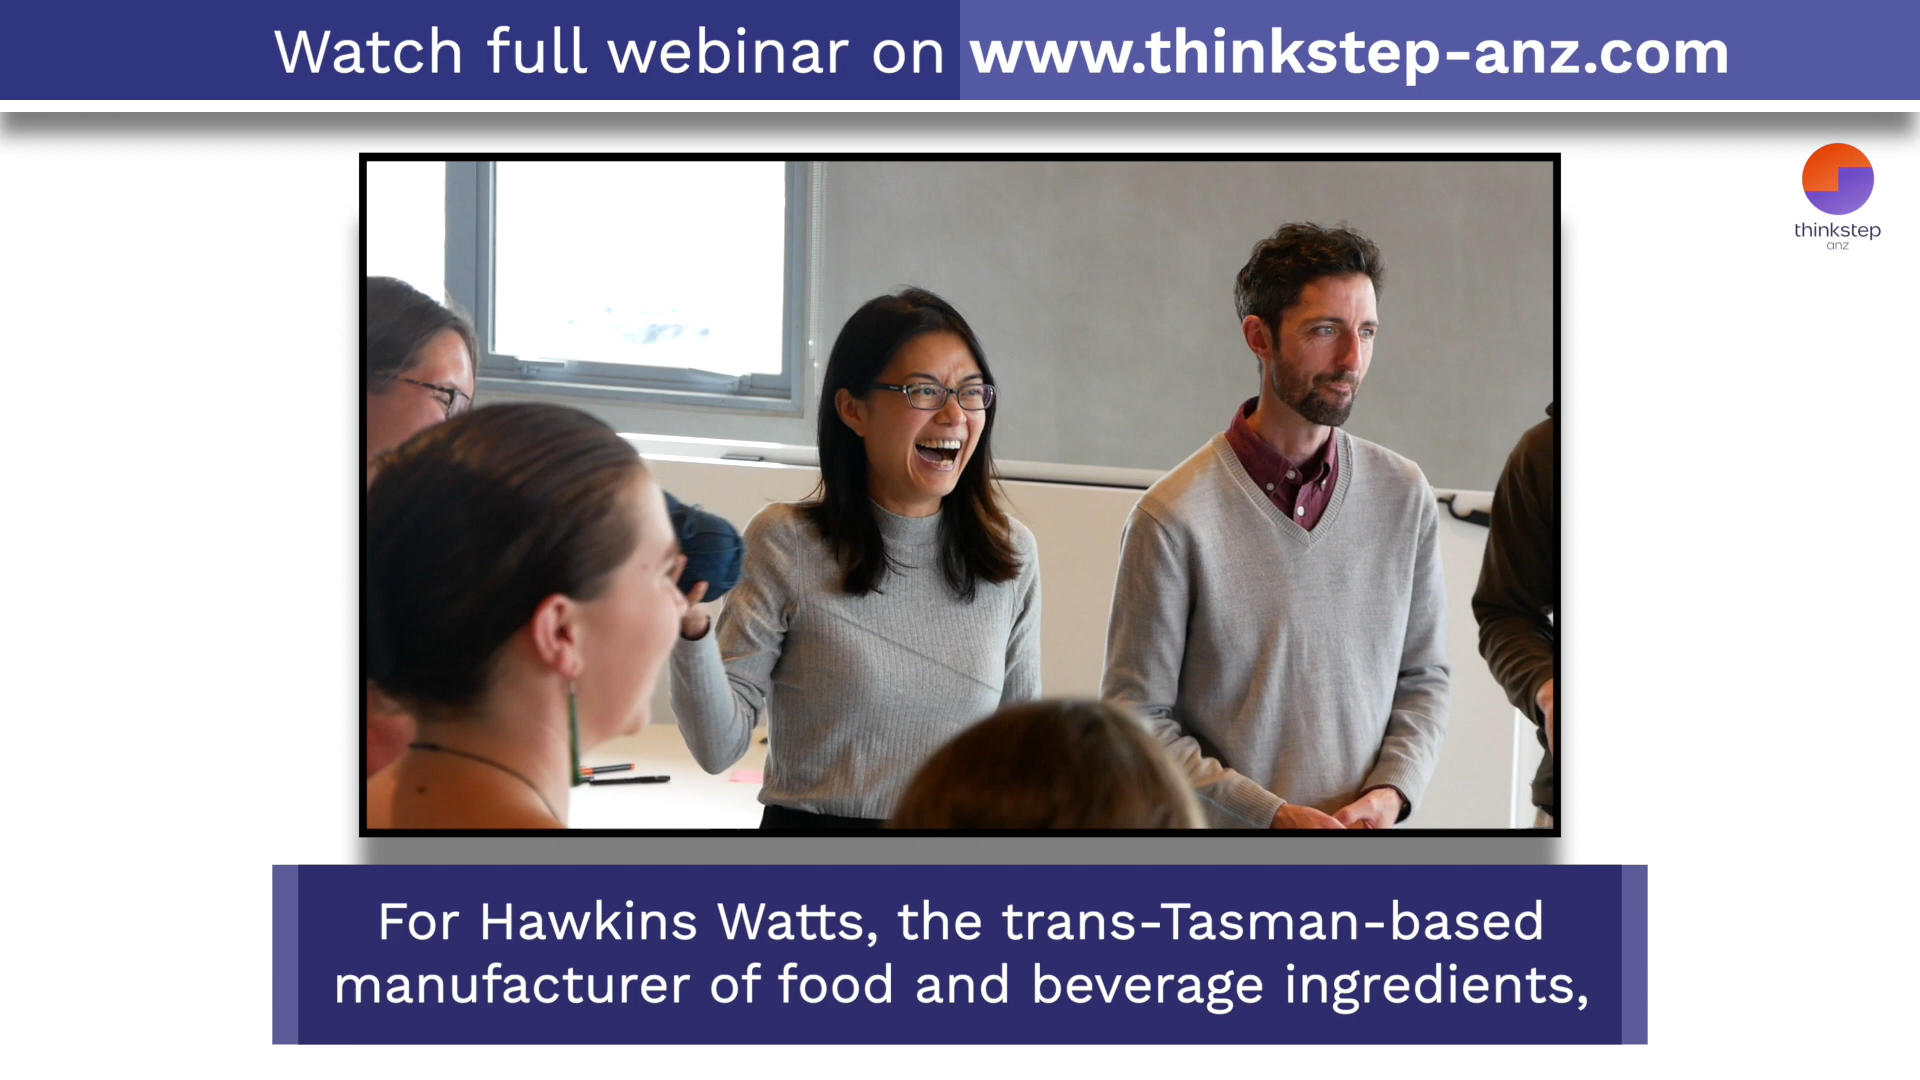 Watch full webinar on www.thinkstep-anz.com
thinkstep
anz
For Hawkins Watts, the trans-Tasman-based
manufacturer of food and beverage ingredients,